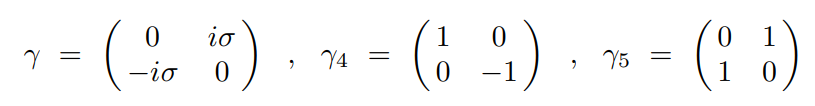 γ = ( 0 iσ −iσ 0 ) , γ4 = ( 1 0 0 −1 ) , γ5 = ( 0 1 1 0 )